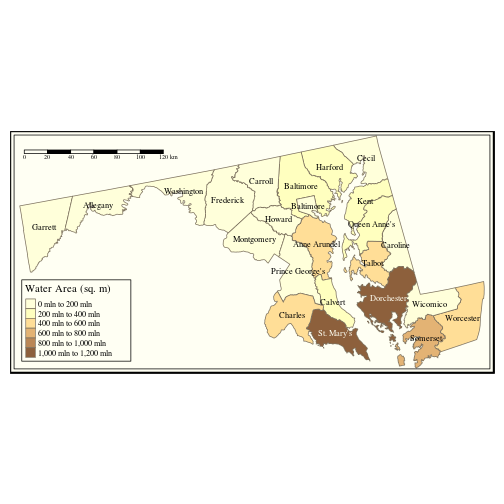 0 20 40 60 80 100 120 km
Cecil
Harford
Carroll
Baltimore
Washington
Frederick
Kent
Allegany
Baltimore
Howard
Queen Anne's
Garrett
Montgomery
Anne Arundel
Caroline
Talbot
Prince George's
Water Area (sq. m)
0 mln to 200 mln
200 mln to 400 mln
400 mln to 600 mln
600 mln to 800 mln
800 mln to 1,000 mln
1,000 mln to 1,200 mln
Dorchester
Calvert
Wicomico
Charles
Worcester
St. Mary's
Somerset